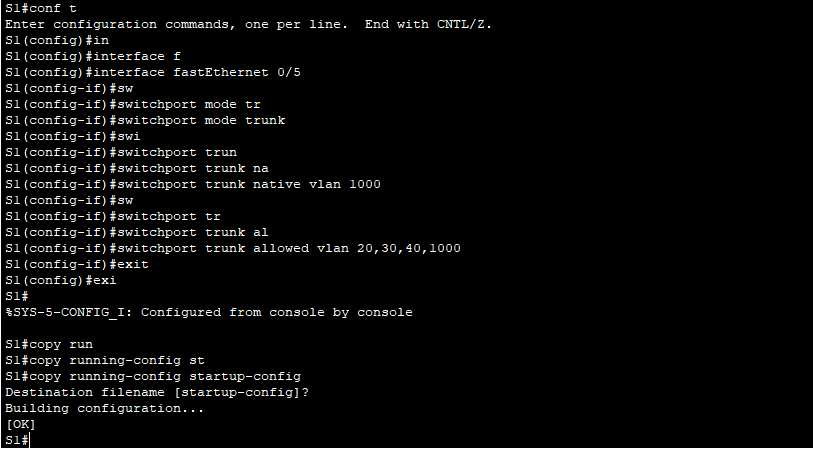 S1#conf t
Enter configuration commands, one per line.  End with CNTL/Z.
S1(config)#in
S1(config)#interface f
S1(config)#interface fastEthernet 0/5
S1(config-if)#sw
S1(config-if)#switchport mode tr
S1(config-if)#switchport mode trunk
S1(config-if)#swi
S1(config-if)#switchport trun
S1(config-if)#switchport trunk na
S1(config-if)#switchport trunk native vlan 1000
S1(config-if)#sw
S1(config-if)#switchport tr
S1(config-if)#switchport trunk al
S1(config-if)#switchport trunk allowed vlan 20,30,40,1000
S1(config-if)#exit
S1(config)#exi
S1#
%SYS-5-CONFIG_I: Configured from console by console

S1#copy run
S1#copy running-config st
S1#copy running-config startup-config
Destination filename [startup-config]?
Building configuration...
[OK]
S1#